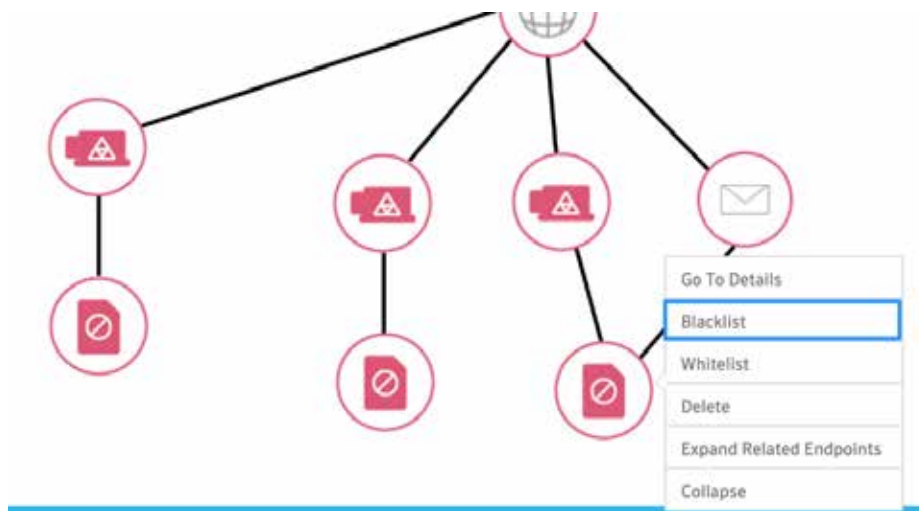 Go To Details
Blacklist
Whitelist
Delete
Expand Related Endpoints
Collapse